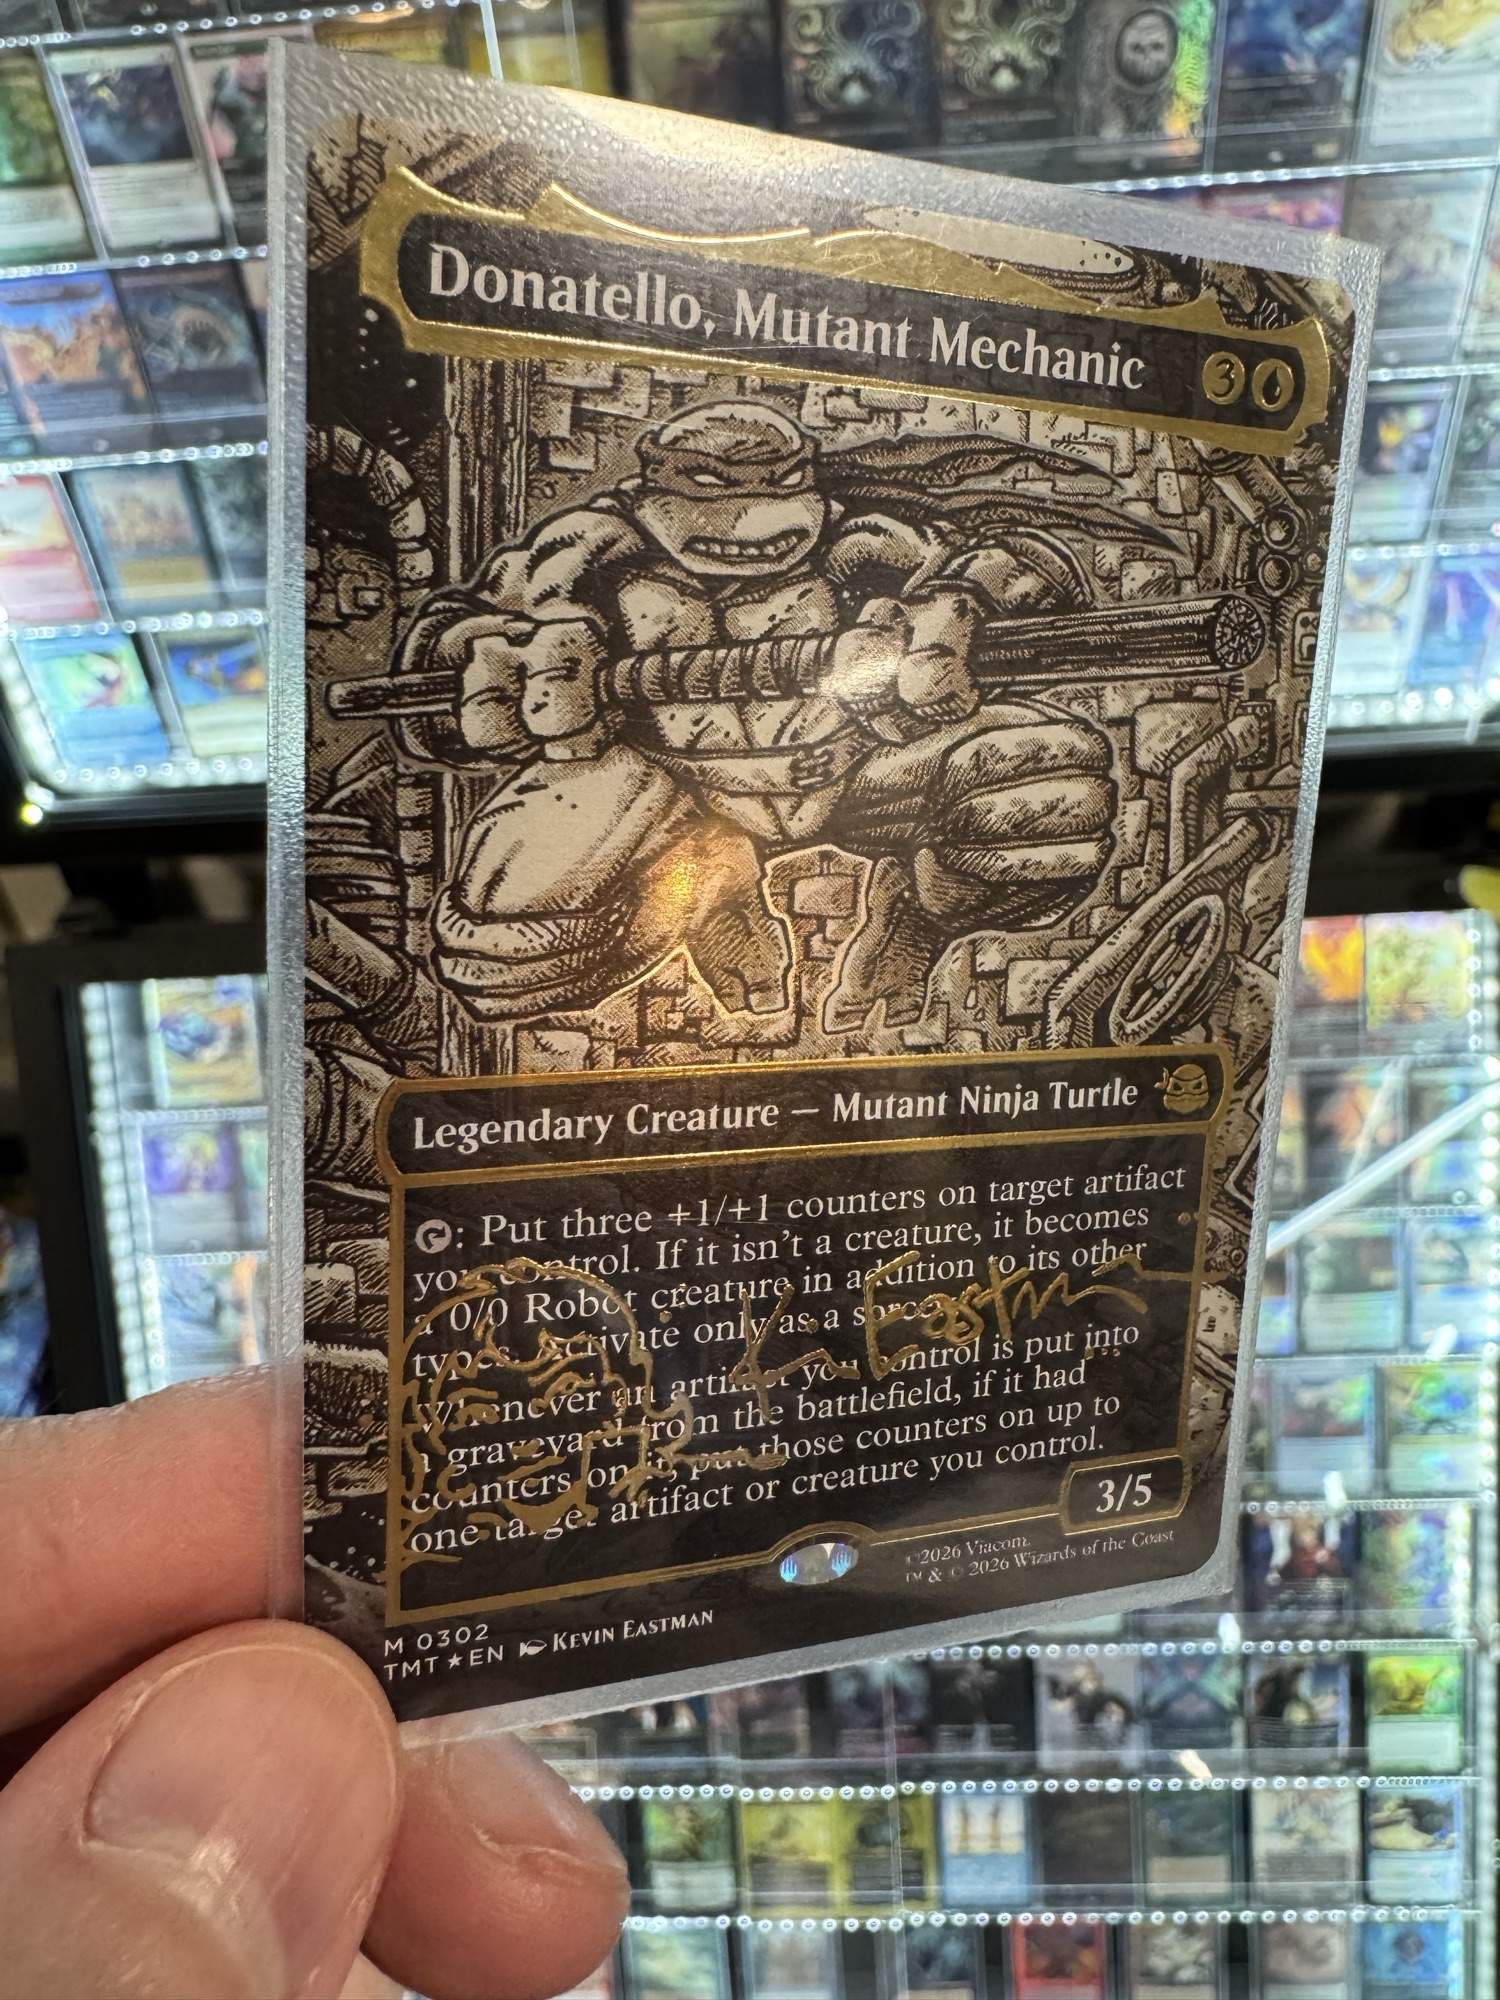 Donatello, Mutant Mechanic 3
Legendary Creature — Mutant Ninja Turtle
: Put three +1/+1 counters on target artifact
you control. If it isn't a creature, it becomes
a 0/0 Robot creature in addition to its other
types. Activate only as a sorcery.
Whenever an artifact you control is put into
a graveyard from the battlefield, if it had
counters on it, put those counters on up to
one target artifact or creature you control.
K. Eastman
3/5
M 0302
TMT★EN KEVIN EASTMAN
©2026 Viacom.
TM & © 2026 Wizards of the Coast